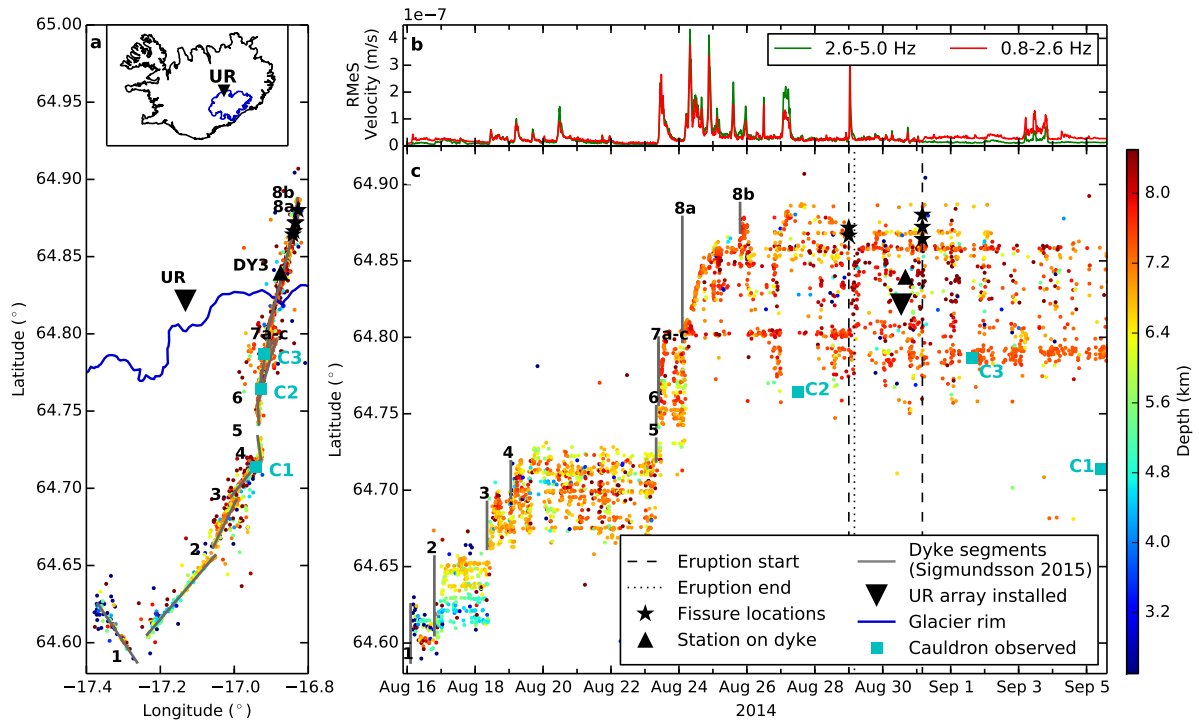 a
UR
65.00
64.95
64.90
64.85
64.80
64.75
64.70
64.65
64.60
Latitude (°)
8b
8a
DY3
UR
7a-c
C3
C2
6
5
4
C1
3
2
1
−17.4
−17.2
−17.0
−16.8
Longitude (°)
1e−7
b
4
3
2
1
0
RMeS
Velocity (m/s)
2.6-5.0 Hz
0.8-2.6 Hz
c
64.90
64.85
64.80
64.75
64.70
64.65
64.60
Latitude (°)
8a
8b
7a-c
6
5
4
3
2
1
C2
C3
C1
Eruption start
Eruption end
Fissure locations
Station on dyke
Dyke segments
(Sigmundsson 2015)
UR array installed
Glacier rim
Cauldron observed
Aug 16
Aug 18
Aug 20
Aug 22
Aug 24
Aug 26
Aug 28
Aug 30
Sep 1
Sep 3
Sep 5
2014
8.0
7.2
6.4
5.6
4.8
4.0
3.2
Depth (km)